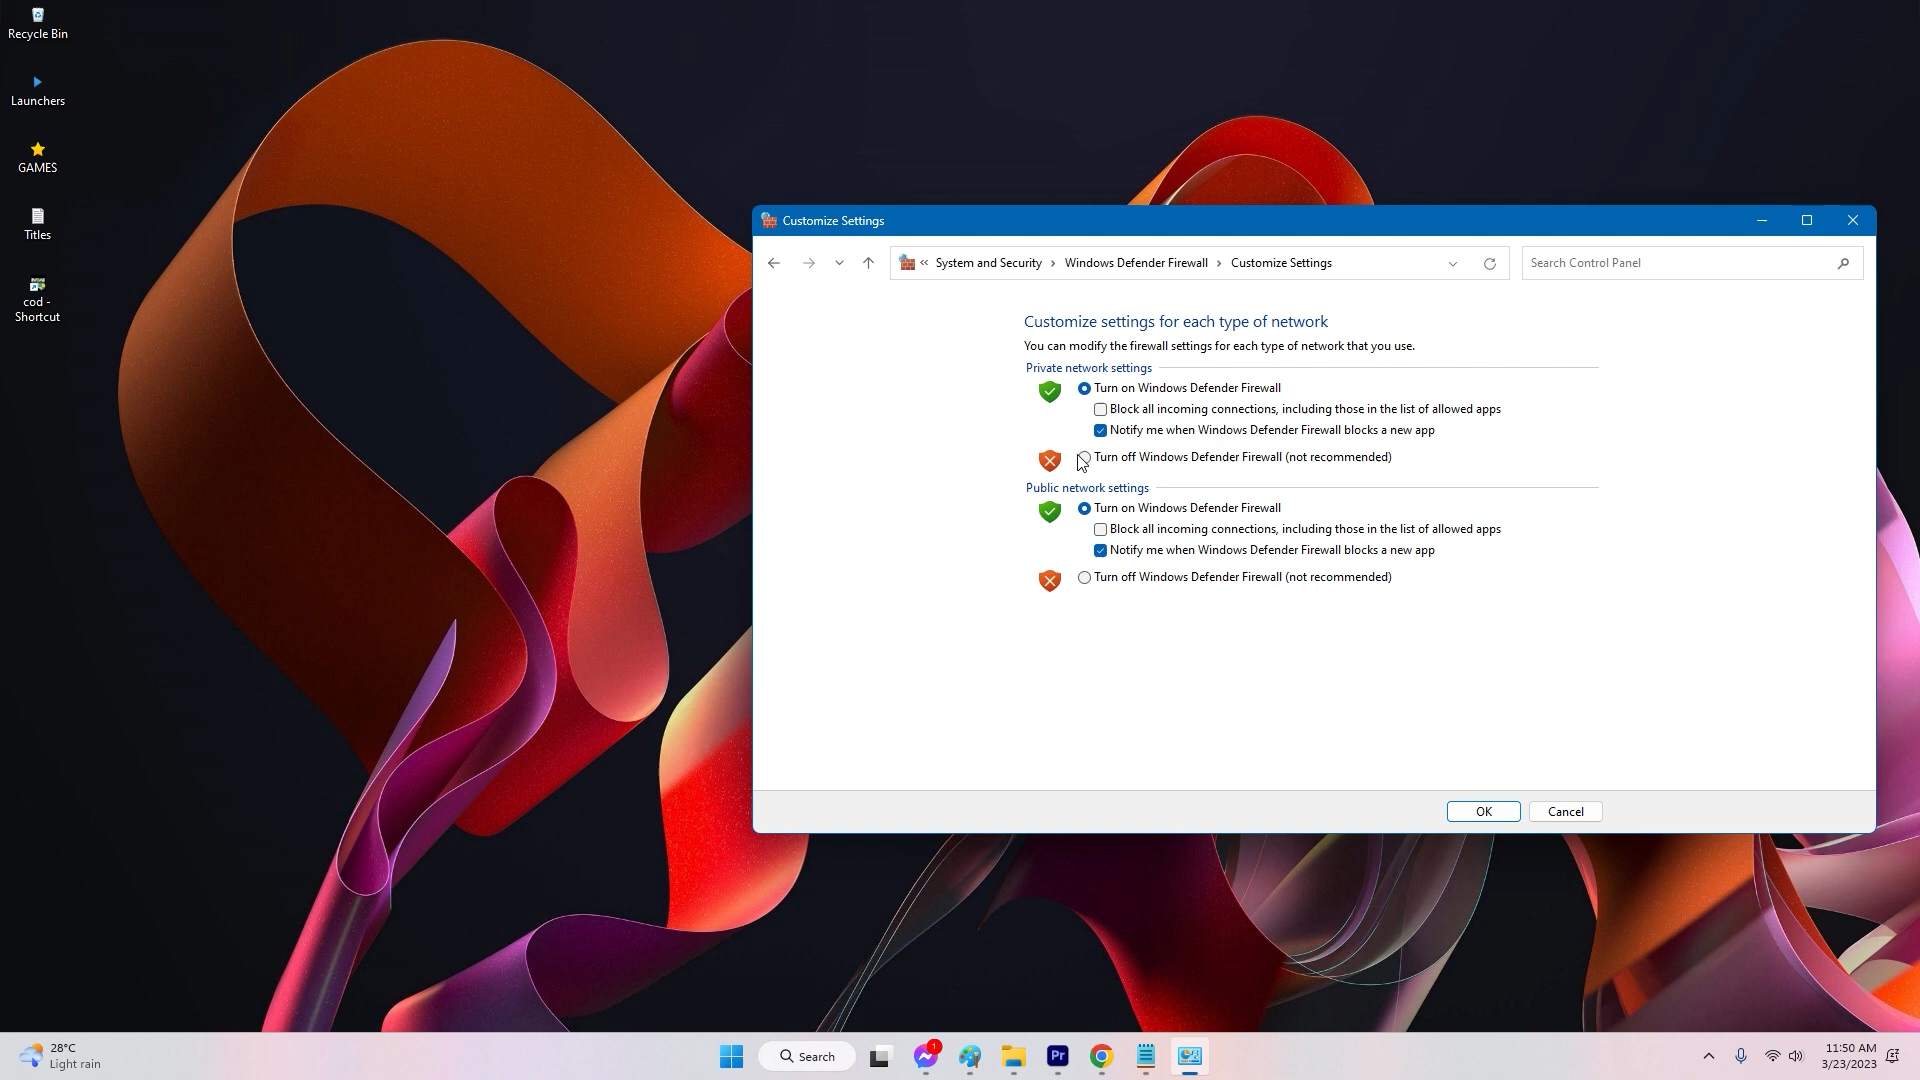 Recycle Bin
Launchers
GAMES
Titles
cod -
Shortcut
Customize Settings
« System and Security › Windows Defender Firewall › Customize Settings
Search Control Panel
Customize settings for each type of network
You can modify the firewall settings for each type of network that you use.
Private network settings
Turn on Windows Defender Firewall
Block all incoming connections, including those in the list of allowed apps
Notify me when Windows Defender Firewall blocks a new app
Turn off Windows Defender Firewall (not recommended)
Public network settings
Turn on Windows Defender Firewall
Block all incoming connections, including those in the list of allowed apps
Notify me when Windows Defender Firewall blocks a new app
Turn off Windows Defender Firewall (not recommended)
OK
Cancel
28°C
Light rain
Search
1
Pr
11:50 AM
3/23/2023